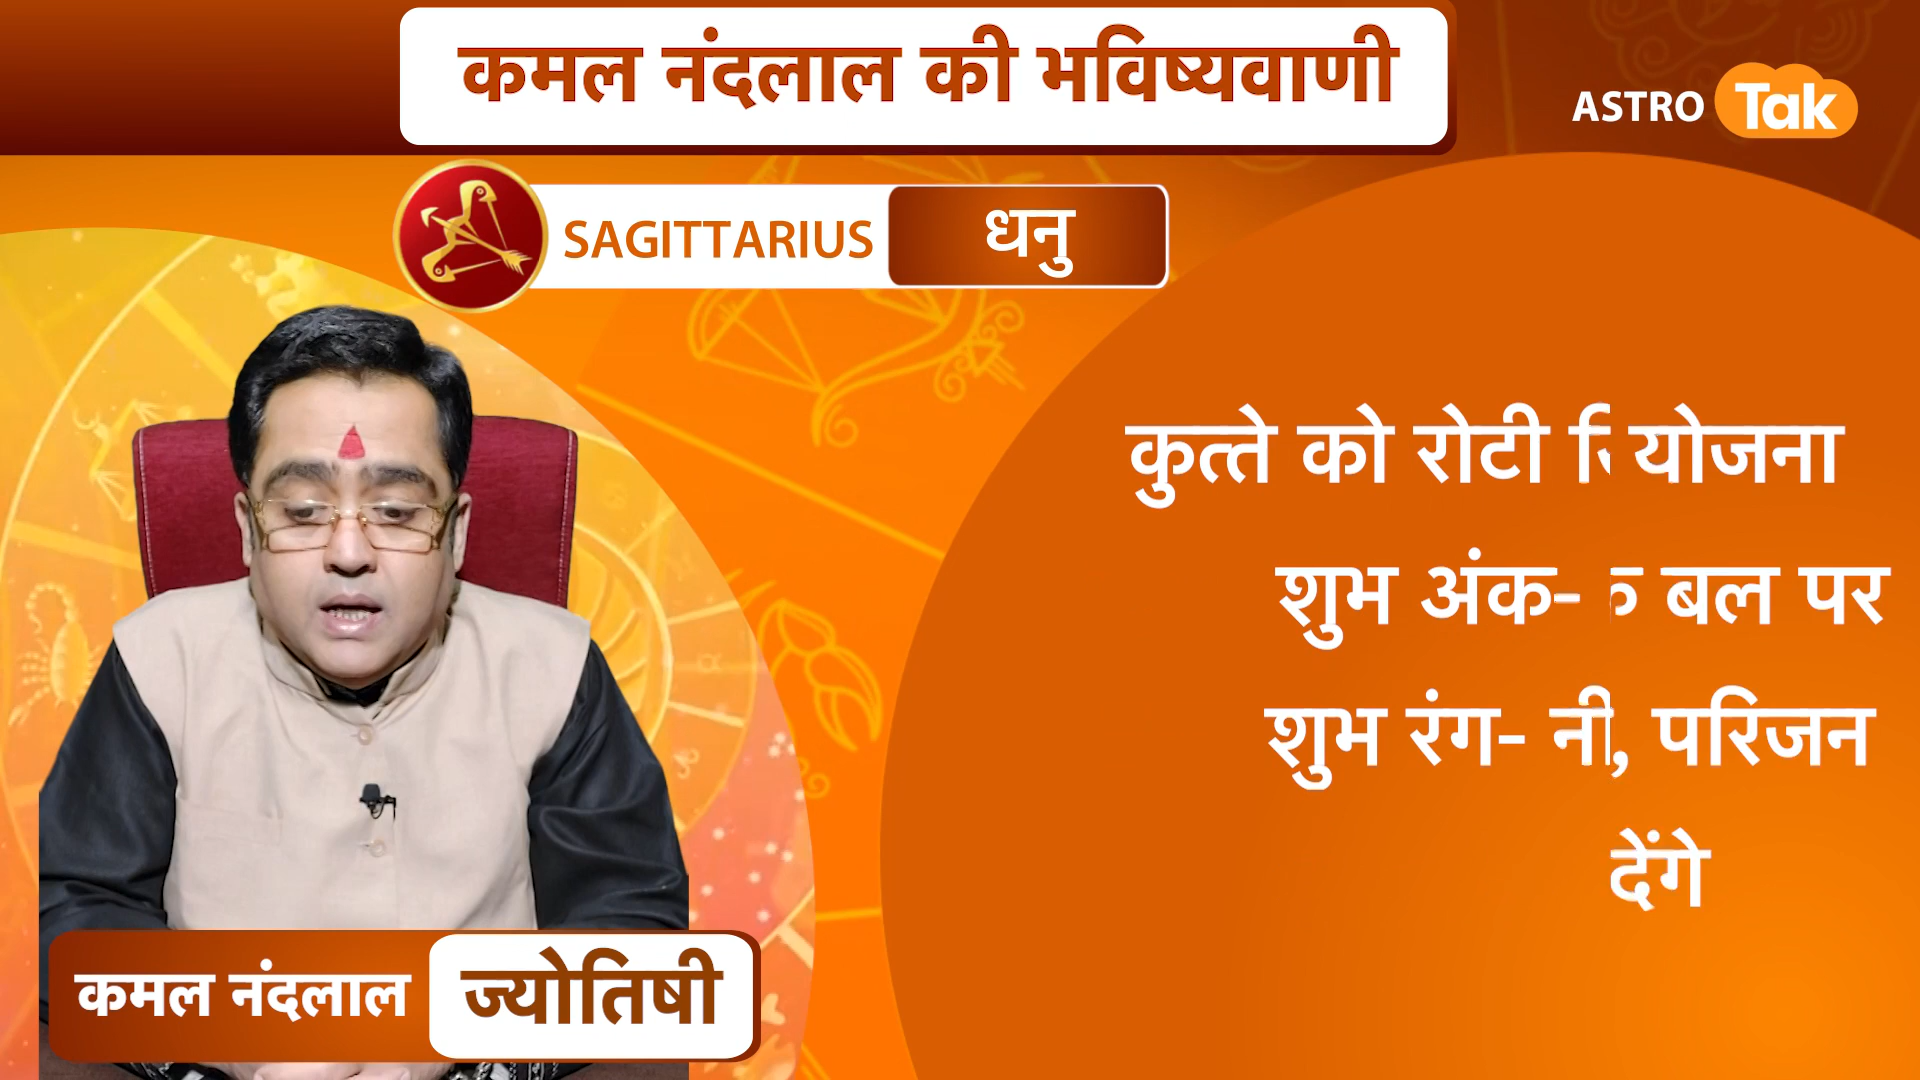 कमल नंदलाल की भविष्यवाणी
ASTRO Tak
SAGITTARIUS धनु
कुत्ते को रोटी योजना
शुभ अंक- बल पर
शुभ रंग- परिजन
देंगे
कमल नंदलाल ज्योतिषी